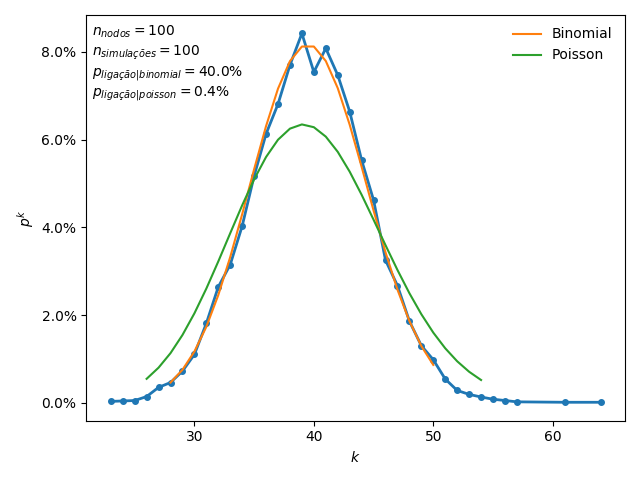 n_nodos = 100
n_simulações = 100
p_ligação|binomial = 40.0%
p_ligação|poisson = 0.4%
Binomial
Poisson
8.0%
6.0%
4.0%
2.0%
0.0%
p^k
30 40 50 60
k